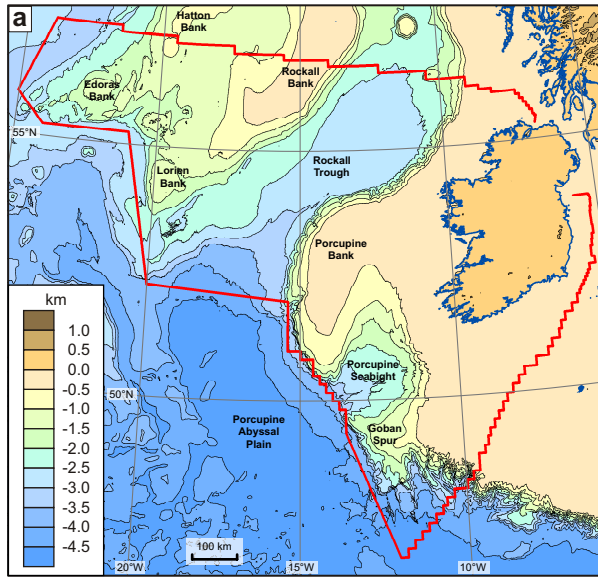 a
Hatton
Bank
Edoras
Bank
Rockall
Bank
55°N
Lorien
Bank
Rockall
Trough
Porcupine
Bank
km
1.0
0.5
0.0
-0.5
-1.0
-1.5
-2.0
-2.5
-3.0
-3.5
-4.0
-4.5
Porcupine
Seabight
50°N
Goban
Spur
Porcupine
Abyssal
Plain
100 km
20°W
15°W
10°W